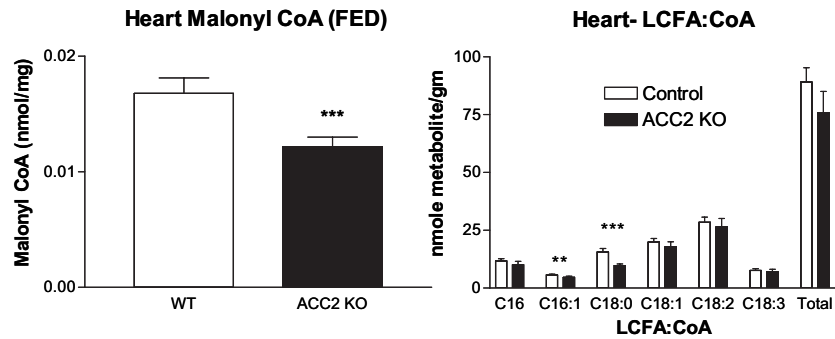 Heart Malonyl CoA (FED)
Malonyl CoA (nmol/mg)
0.02
0.01
0.00
***
WT
ACC2 KO
Heart- LCFA:CoA
nmole metabolite/gm
100
75
50
25
0
Control
ACC2 KO
**
***
C16
C16:1
C18:0
C18:1
C18:2
C18:3
Total
LCFA:CoA